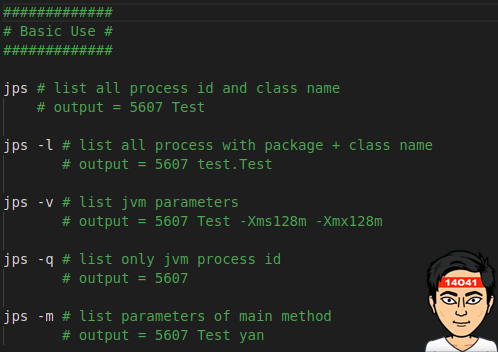 #############
# Basic Use #
#############
jps # list all process id and class name
# output = 5607 Test
jps -l # list all process with package + class name
# output = 5607 test.Test
jps -v # list jvm parameters
# output = 5607 Test -Xms128m -Xmx128m
jps -q # list only jvm process id
# output = 5607
jps -m # list parameters of main method
# output = 5607 Test yan
14041